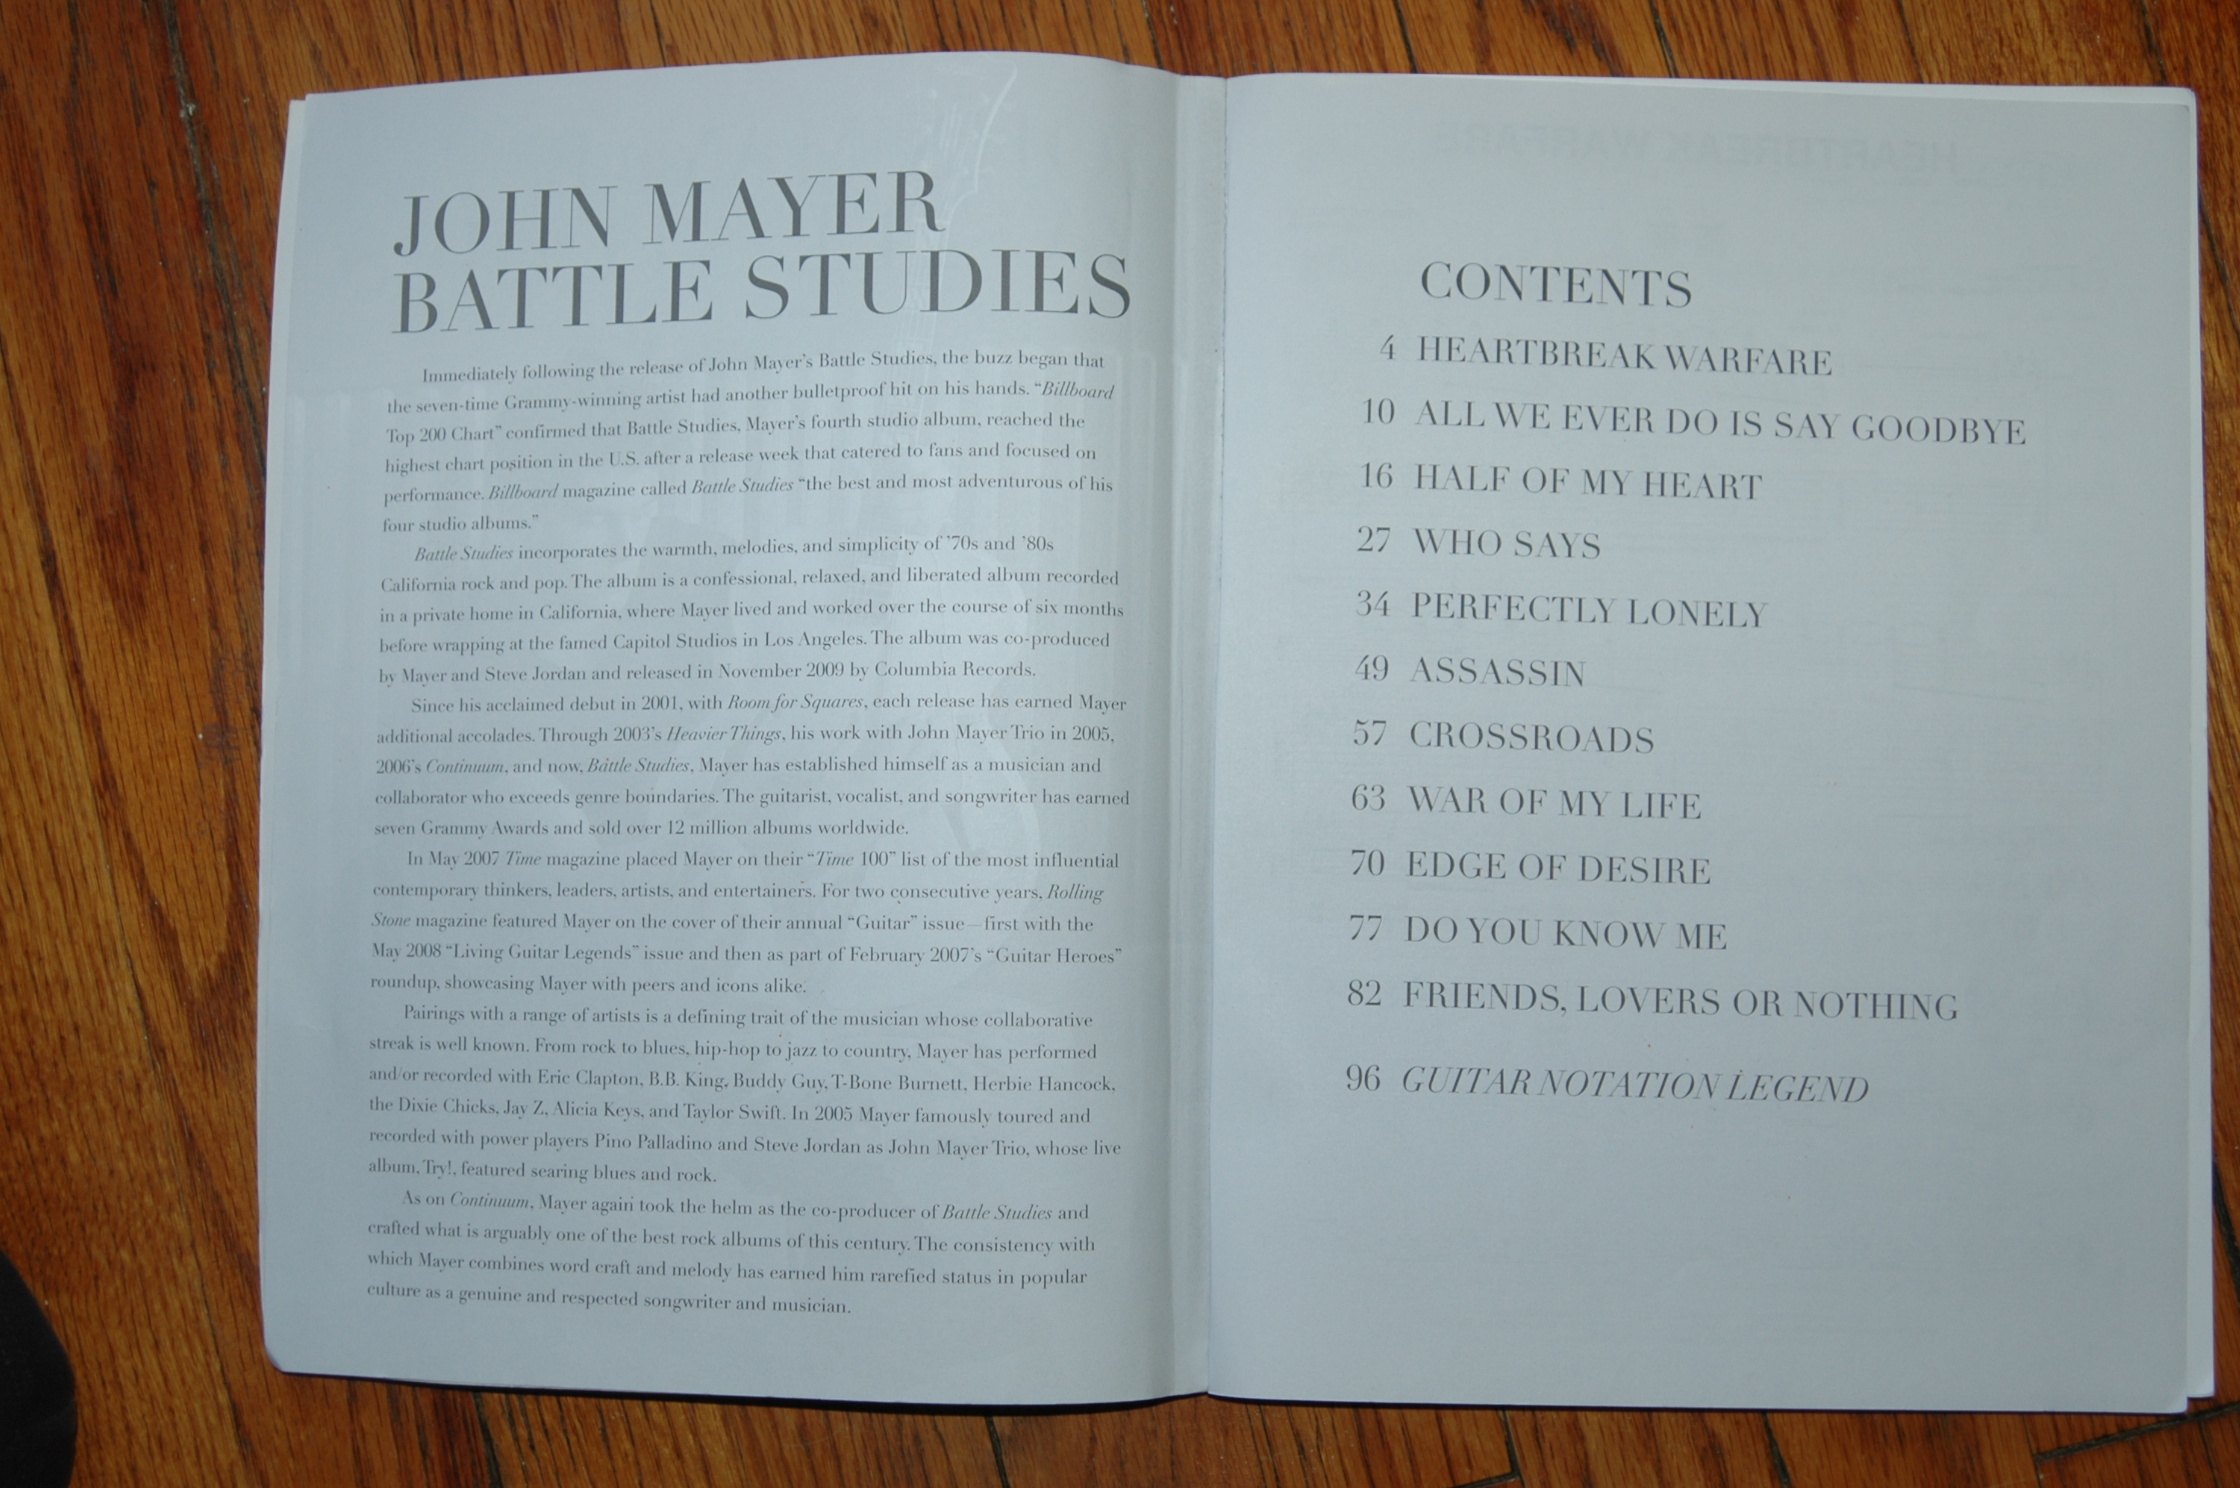 JOHN MAYER
BATTLE STUDIES
Immediately following the release of John Mayer's Battle Studies, the buzz began that
the seven-time Grammy-winning artist had another bulletproof hit on his hands. "Billboard
Top 200 Chart" confirmed that Battle Studies, Mayer's fourth studio album, reached the
highest chart position in the U.S. after a release week that catered to fans and focused on
performance. Billboard magazine called Battle Studies "the best and most adventurous of his
four studio albums."
Battle Studies incorporates the warmth, melodies, and simplicity of '70s and '80s
California rock and pop. The album is a confessional, relaxed, and liberated album recorded
in a private home in California, where Mayer lived and worked over the course of six months
before wrapping at the famed Capitol Studios in Los Angeles. The album was co-produced
by Mayer and Steve Jordan and released in November 2009 by Columbia Records.
Since his acclaimed debut in 2001, with Room for Squares, each release has earned Mayer
additional accolades. Through 2003's Heavier Things, his work with John Mayer Trio in 2005,
2006's Continuum, and now, Battle Studies, Mayer has established himself as a musician and
collaborator who exceeds genre boundaries. The guitarist, vocalist, and songwriter has earned
seven Grammy Awards and sold over 12 million albums worldwide.
In May 2007 Time magazine placed Mayer on their "Time 100" list of the most influential
contemporary thinkers, leaders, artists, and entertainers. For two consecutive years, Rolling
Stone magazine featured Mayer on the cover of their annual "Guitar" issue—first with the
May 2008 "Living Guitar Legends" issue and then as part of February 2007's "Guitar Heroes"
roundup, showcasing Mayer with peers and icons alike.
Pairings with a range of artists is a defining trait of the musician whose collaborative
streak is well known. From rock to blues, hip-hop to jazz to country, Mayer has performed
and/or recorded with Eric Clapton, B.B. King, Buddy Guy, T-Bone Burnett, Herbie Hancock,
the Dixie Chicks, Jay Z, Alicia Keys, and Taylor Swift. In 2005 Mayer famously toured and
recorded with power players Pino Palladino and Steve Jordan as John Mayer Trio, whose live
album, Try!, featured searing blues and rock.
As on Continuum, Mayer again took the helm as the co-producer of Battle Studies and
crafted what is arguably one of the best rock albums of this century. The consistency with
which Mayer combines word craft and melody has earned him rarefied status in popular
culture as a genuine and respected songwriter and musician.
CONTENTS
4 HEARTBREAK WARFARE
10 ALL WE EVER DO IS SAY GOODBYE
16 HALF OF MY HEART
27 WHO SAYS
34 PERFECTLY LONELY
49 ASSASSIN
57 CROSSROADS
63 WAR OF MY LIFE
70 EDGE OF DESIRE
77 DO YOU KNOW ME
82 FRIENDS, LOVERS OR NOTHING
96 GUITAR NOTATION LEGEND